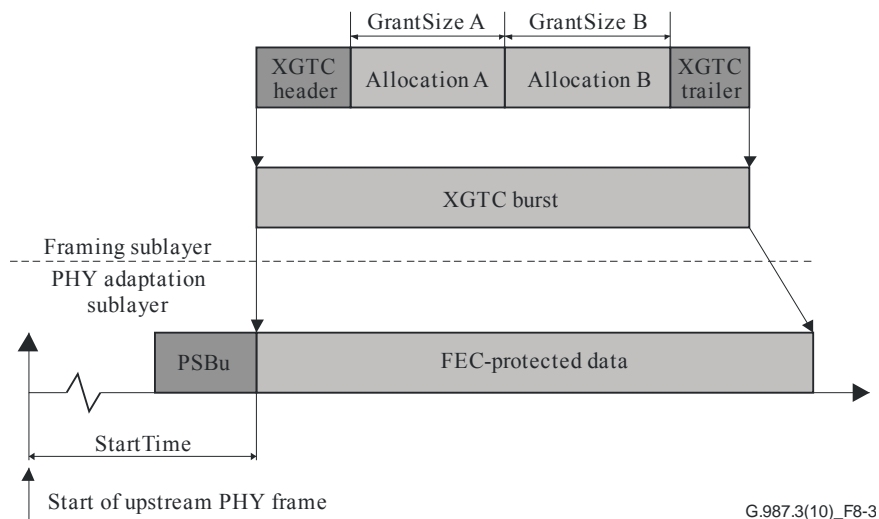 GrantSize A GrantSize B
XGTC header Allocation A Allocation B XGTC trailer
XGTC burst
Framing sublayer
PHY adaptation
sublayer
PSBu FEC-protected data
StartTime
Start of upstream PHY frame
G.987.3(10)_F8-3